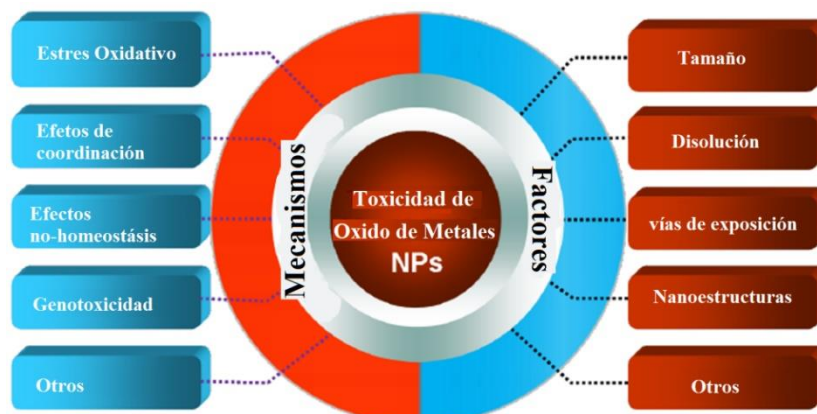 Estres Oxidativo
Efetos de
coordinación
Efectos
no-homeostásis
Genotoxicidad
Otros
Mecanismos
Toxicidad de
Oxido de Metales
NPs
Factores
Tamaño
Disolución
vías de exposición
Nanoestructuras
Otros